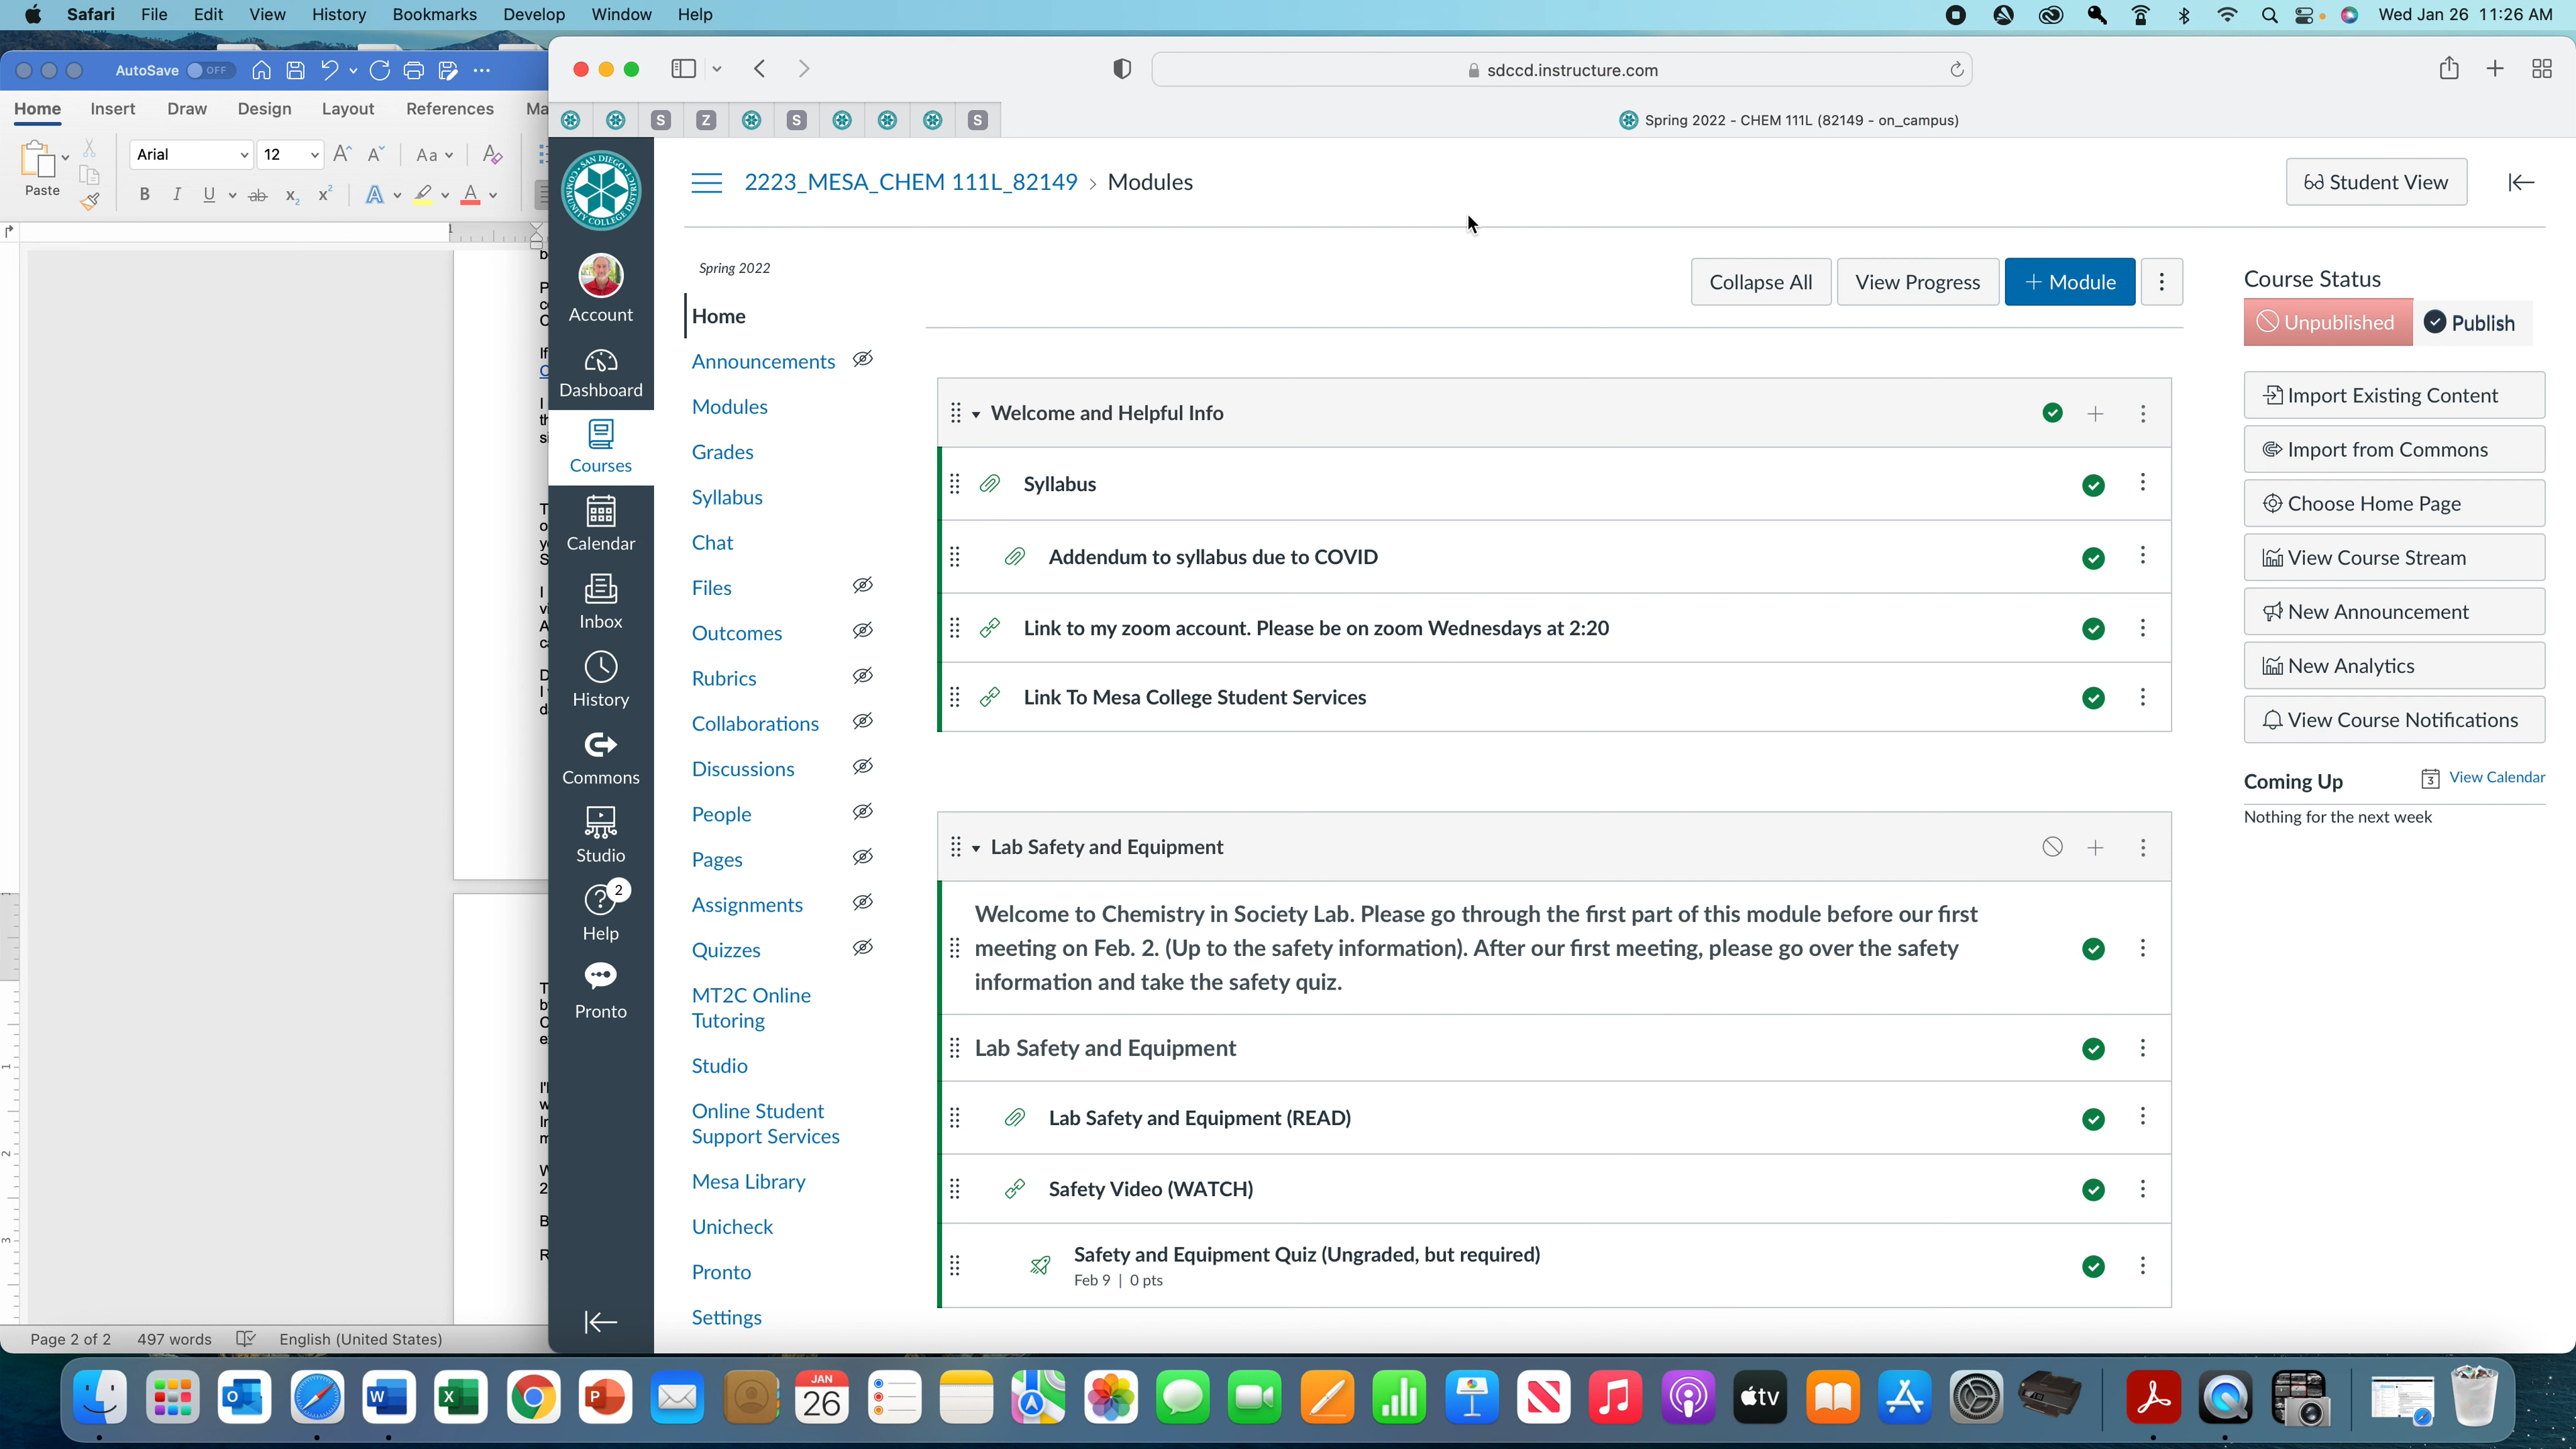 Safari File Edit View History Bookmarks Develop Window Help
Wed Jan 26 11:26 AM
AutoSave OFF
Home Insert Draw Design Layout References Ma
Paste
Arial 12
Page 2 of 2 497 words English (United States)
sdccd.instructure.com
S Z S S
Spring 2022 - CHEM 111L (82149 - on_campus)
SAN DIEGO COMMUNITY COLLEGE DISTRICT
Account
Dashboard
Courses
Calendar
Inbox
History
Commons
Studio
2
Help
Pronto
2223_MESA_CHEM 111L_82149 > Modules
Student View
Spring 2022
Home
Announcements
Modules
Grades
Syllabus
Chat
Files
Outcomes
Rubrics
Collaborations
Discussions
People
Pages
Assignments
Quizzes
MT2C Online
Tutoring
Studio
Online Student
Support Services
Mesa Library
Unicheck
Pronto
Settings
Collapse All View Progress + Module
Welcome and Helpful Info
Syllabus
Addendum to syllabus due to COVID
Link to my zoom account. Please be on zoom Wednesdays at 2:20
Link To Mesa College Student Services
Lab Safety and Equipment
Welcome to Chemistry in Society Lab. Please go through the first part of this module before our first
meeting on Feb. 2. (Up to the safety information). After our first meeting, please go over the safety
information and take the safety quiz.
Lab Safety and Equipment
Lab Safety and Equipment (READ)
Safety Video (WATCH)
Safety and Equipment Quiz (Ungraded, but required)
Feb 9 | 0 pts
Course Status
Unpublished Publish
Import Existing Content
Import from Commons
Choose Home Page
View Course Stream
New Announcement
New Analytics
View Course Notifications
Coming Up 3 View Calendar
Nothing for the next week
JAN
26
tv